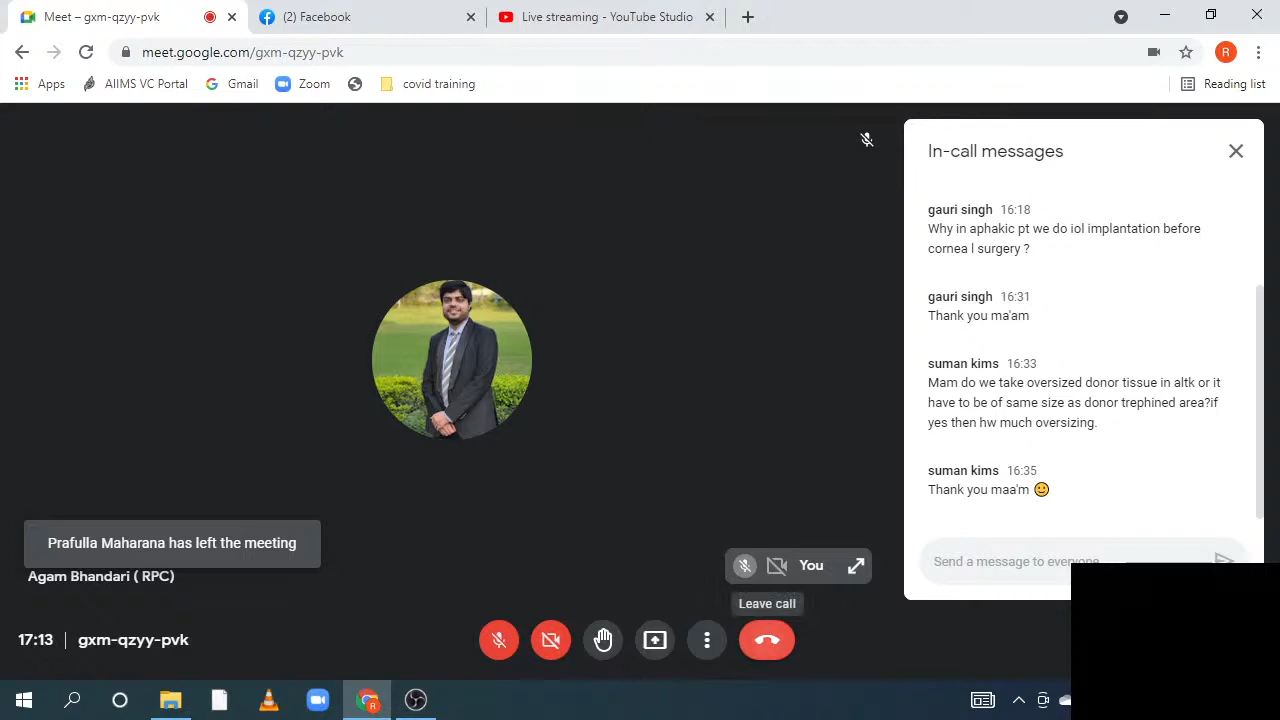 Meet – gxm-qzyy-pvk
(2) Facebook
Live streaming - YouTube Studio
meet.google.com/gxm-qzyy-pvk
R
Apps
AIIMS VC Portal
Gmail
Zoom
covid training
Reading list
In-call messages
gauri singh 16:18
Why in aphakic pt we do iol implantation before
cornea l surgery ?
gauri singh 16:31
Thank you ma'am
suman kims 16:33
Mam do we take oversized donor tissue in altk or it
have to be of same size as donor trephined area?if
yes then hw much oversizing.
suman kims 16:35
Thank you maa'm 🙂
Send a message to everyone
Prafulla Maharana has left the meeting
Agam Bhandari ( RPC)
You
Leave call
17:13 | gxm-qzyy-pvk
R